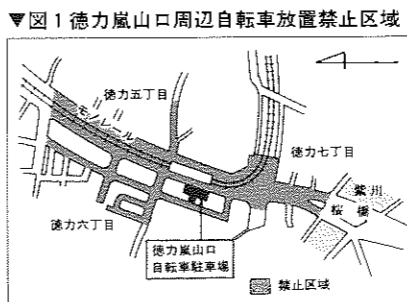 ▼図1徳力嵐山口周辺自転車放置禁止区域
徳力五丁目
モノレール
徳力七丁目
紫川
桜橋
徳力六丁目
徳力嵐山口
自転車駐車場
禁止区域